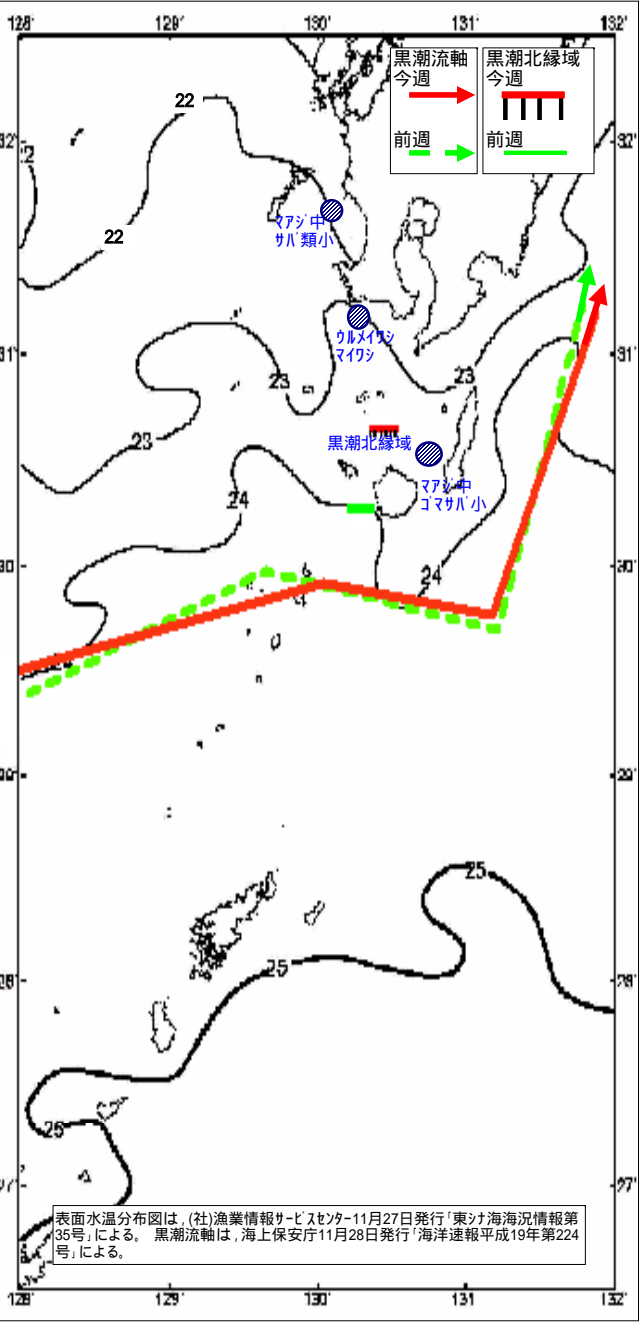 128° 129° 130° 131° 132°
黒潮流軸
今週
前週
黒潮北縁域
今週
前週
22
32°
32°
22
22
マアジ中
サバ類小
ウルメイワシ
マイワシ
31°
31°
23
23
23
黒潮北縁域
マアジ中
ゴマサバ小
24
30°
30°
24
29°
29°
25
25
28°
28°
25
27°
27°
表面水温分布図は,(社)漁業情報サービスセンター11月27日発行「東シナ海海況情報第
35号」による。 黒潮流軸は,海上保安庁11月28日発行「海洋速報平成19年第224
号」による。
128° 129° 130° 131° 132°